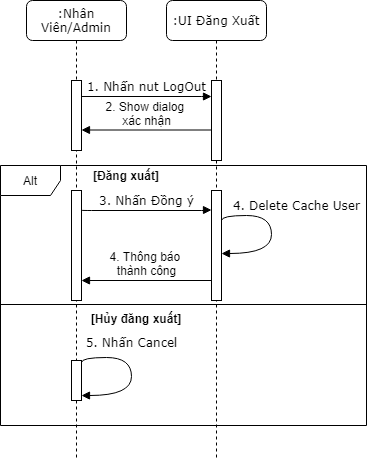 :Nhân
Viên/Admin
:UI Đăng Xuất
1. Nhấn nut LogOut
2. Show dialog
xác nhận
Alt
[Đăng xuất]
3. Nhấn Đồng ý
4. Delete Cache User
4. Thông báo
thành công
[Hủy đăng xuất]
5. Nhấn Cancel